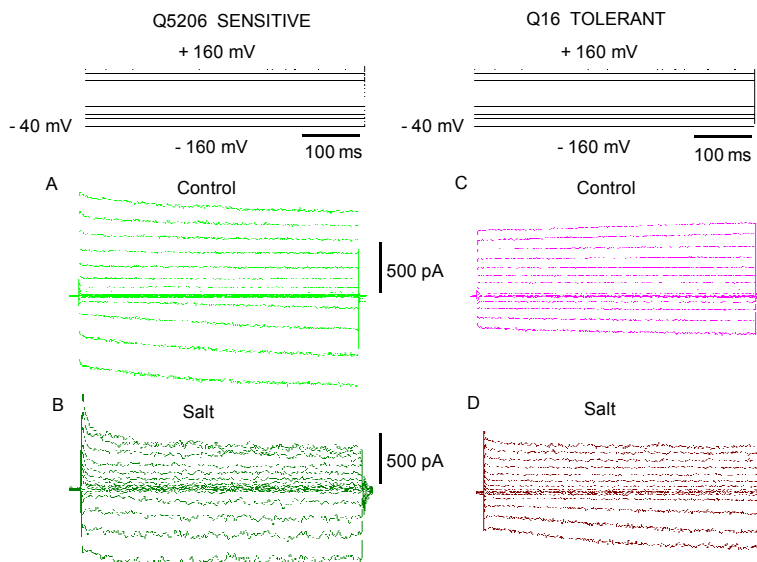 Q5206 SENSITIVE
+ 160 mV
- 40 mV
- 160 mV
100 ms
Q16 TOLERANT
+ 160 mV
- 40 mV
- 160 mV
100 ms
A
Control
500 pA
C
Control
B
Salt
500 pA
D
Salt